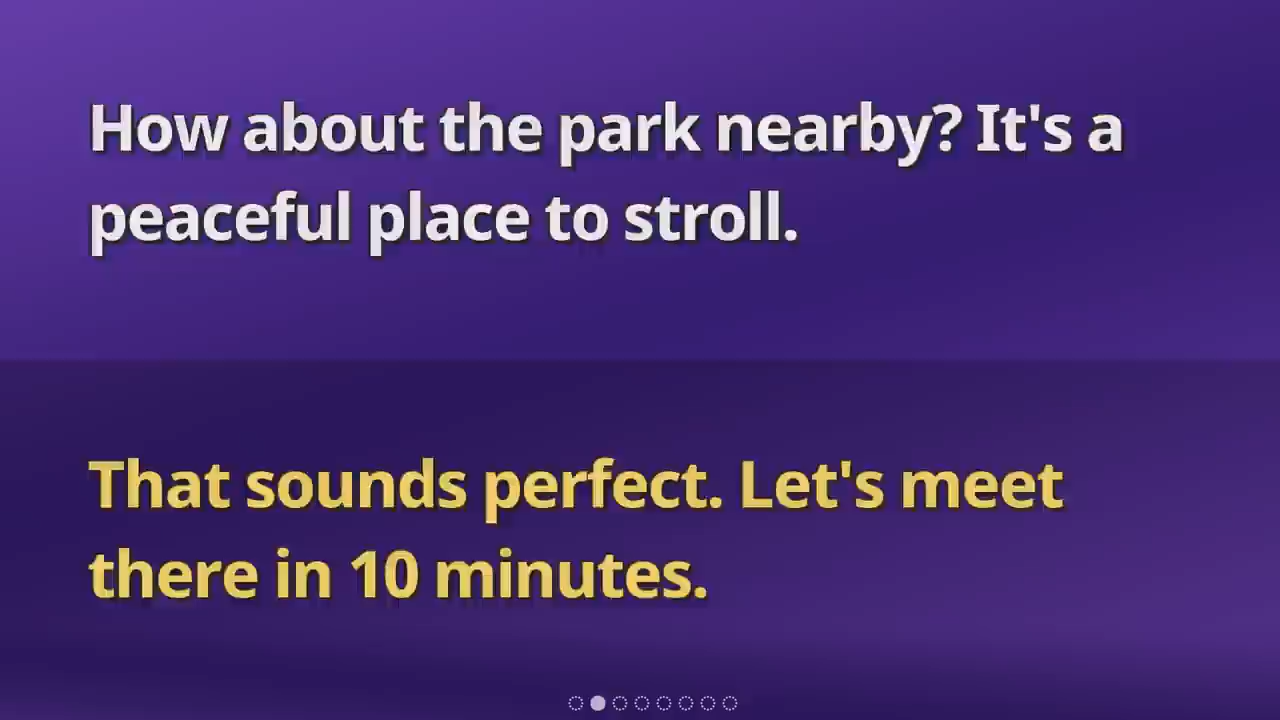 How about the park nearby? It's a
peaceful place to stroll.
That sounds perfect. Let's meet
there in 10 minutes.